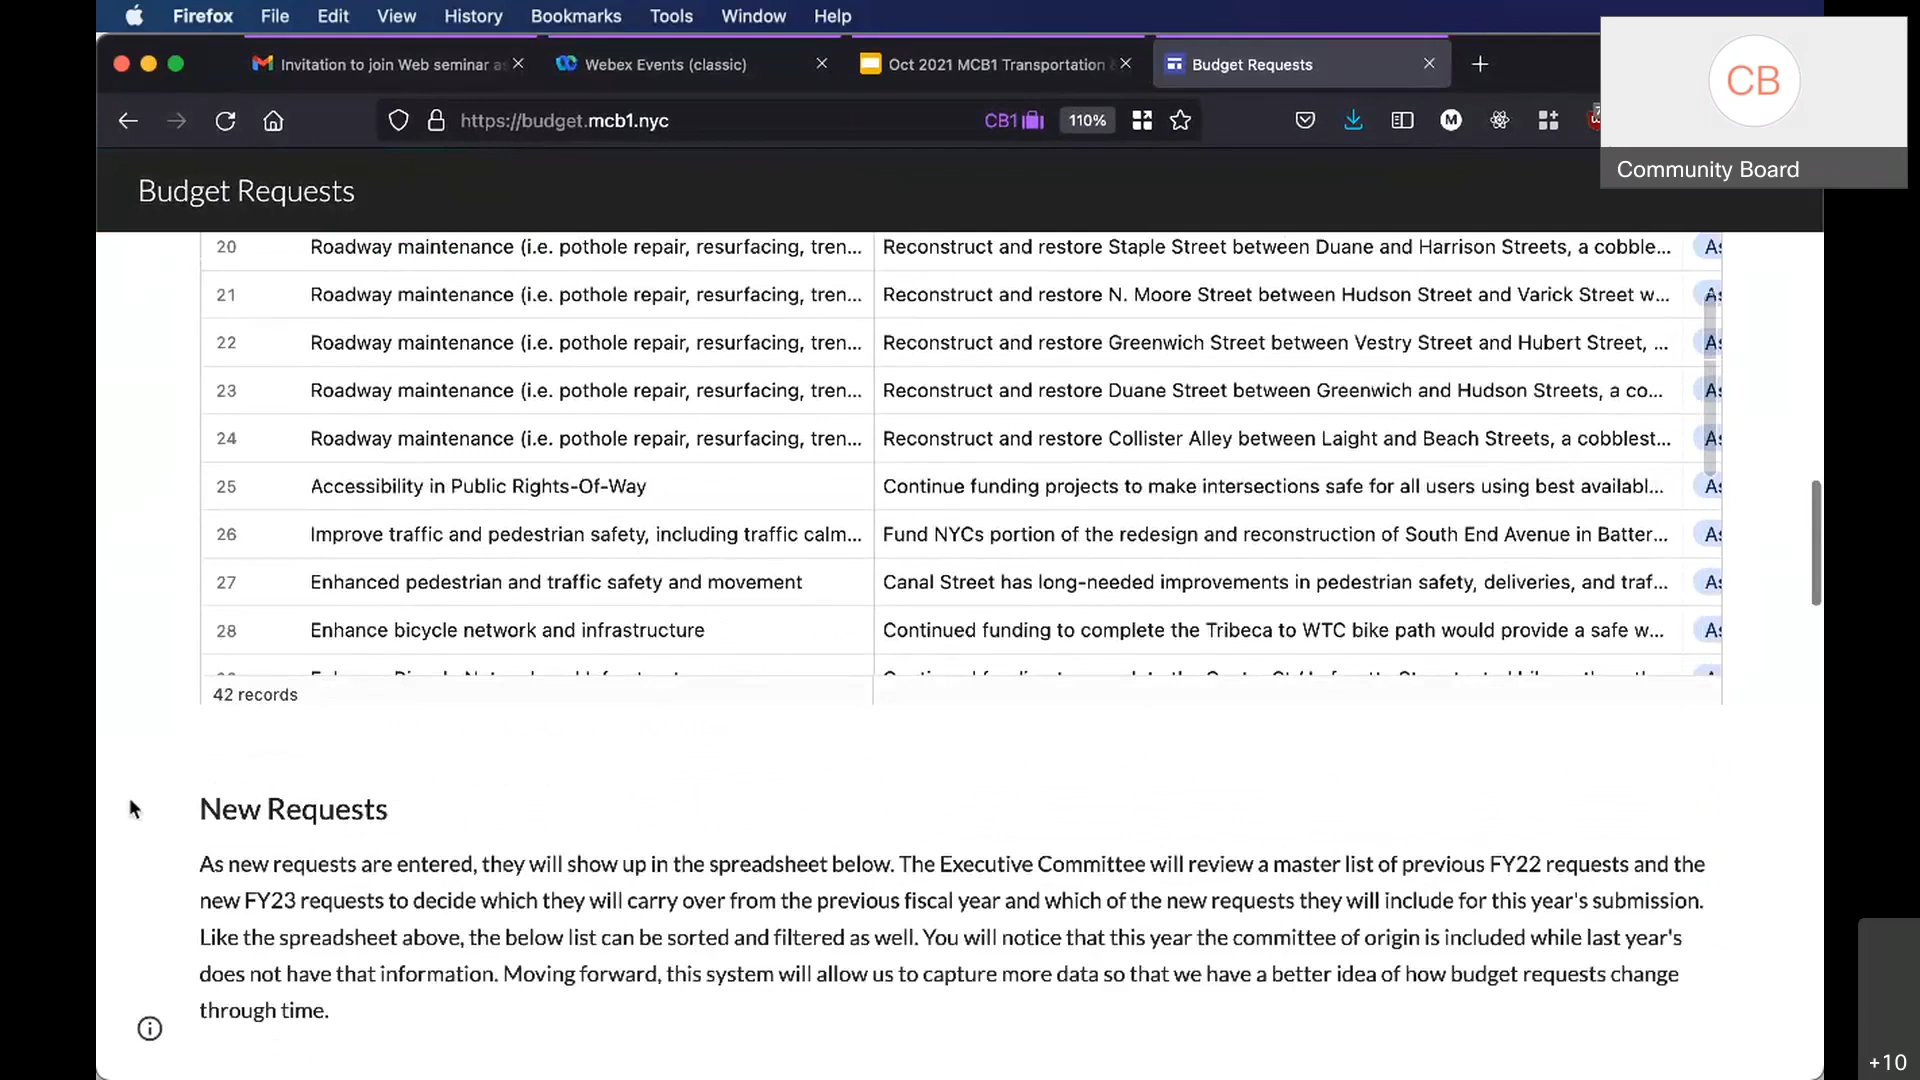 Firefox File Edit View History Bookmarks Tools Window Help
Invitation to join Web seminar as
Webex Events (classic)
Oct 2021 MCB1 Transportation &
Budget Requests
CB
https://budget.mcb1.nyc
CB1
110%
M
Community Board
Budget Requests
20 Roadway maintenance (i.e. pothole repair, resurfacing, tren... Reconstruct and restore Staple Street between Duane and Harrison Streets, a cobble... As
21 Roadway maintenance (i.e. pothole repair, resurfacing, tren... Reconstruct and restore N. Moore Street between Hudson Street and Varick Street w... As
22 Roadway maintenance (i.e. pothole repair, resurfacing, tren... Reconstruct and restore Greenwich Street between Vestry Street and Hubert Street, ... As
23 Roadway maintenance (i.e. pothole repair, resurfacing, tren... Reconstruct and restore Duane Street between Greenwich and Hudson Streets, a co... As
24 Roadway maintenance (i.e. pothole repair, resurfacing, tren... Reconstruct and restore Collister Alley between Laight and Beach Streets, a cobblest... As
25 Accessibility in Public Rights-Of-Way Continue funding projects to make intersections safe for all users using best availabl... As
26 Improve traffic and pedestrian safety, including traffic calm... Fund NYCs portion of the redesign and reconstruction of South End Avenue in Batter... As
27 Enhanced pedestrian and traffic safety and movement Canal Street has long-needed improvements in pedestrian safety, deliveries, and traf... As
28 Enhance bicycle network and infrastructure Continued funding to complete the Tribeca to WTC bike path would provide a safe w... As
42 records
New Requests
As new requests are entered, they will show up in the spreadsheet below. The Executive Committee will review a master list of previous FY22 requests and the
new FY23 requests to decide which they will carry over from the previous fiscal year and which of the new requests they will include for this year's submission.
Like the spreadsheet above, the below list can be sorted and filtered as well. You will notice that this year the committee of origin is included while last year's
does not have that information. Moving forward, this system will allow us to capture more data so that we have a better idea of how budget requests change
through time.
+10